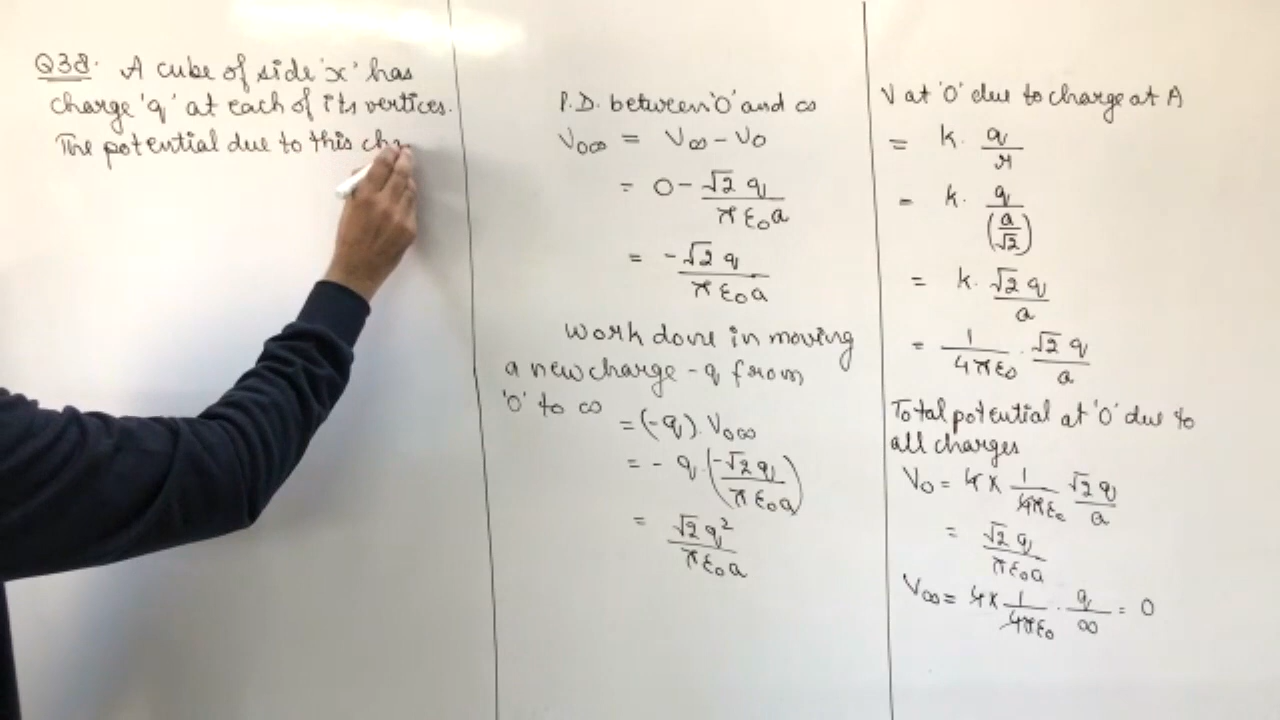 Q38. A cube of side 'x' has
charge 'q' at each of its vertices.
The potential due to this cha
P.D. between 'O' and ∞
V₀∞ = V∞ - V₀
= 0 - √2 q / π ε₀ a
= -√2 q / π ε₀ a
Work done in moving
a new charge -q from
'O' to ∞
= (-q) . V₀∞
= - q . (-√2 q / π ε₀ a)
= √2 q² / π ε₀ a
V at 'O' due to charge at A
= k. q / r
= k. q / (a/√2)
= k. √2 q / a
= 1 / 4πε₀ . √2 q / a
Total potential at 'O' due to
all charges
V₀ = 4 × 1 / 4πε₀ √2 q / a
= √2 q / π ε₀ a
V∞ = 4 × 1 / 4πε₀ . q / ∞ = 0